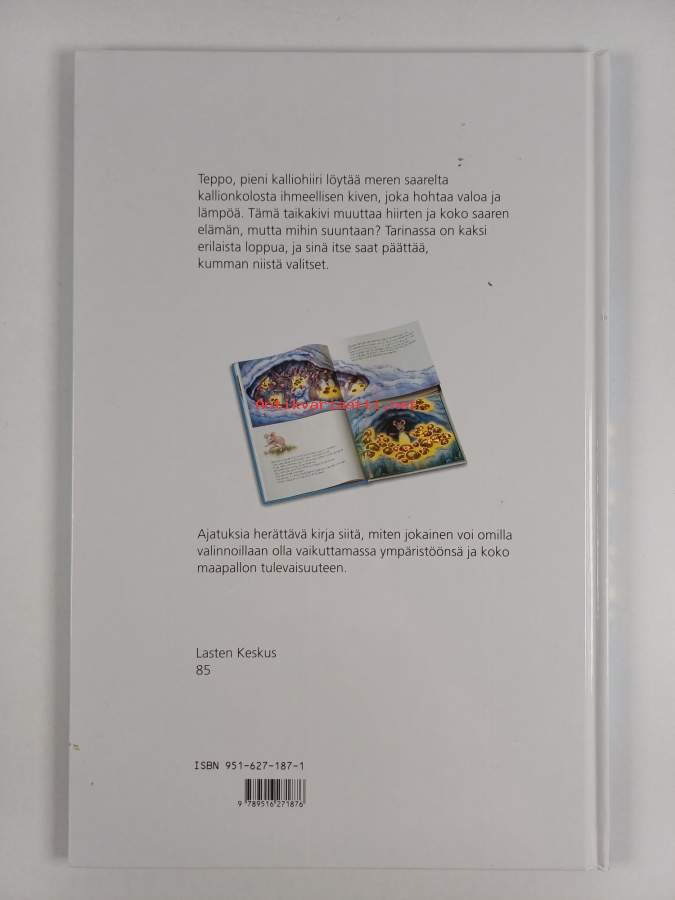 Teppo, pieni kalliohiiri löytää meren saarelta
kallionkolosta ihmeellisen kiven, joka hohtaa valoa ja
lämpöä. Tämä taikakivi muuttaa hiirten ja koko saaren
elämän, mutta mihin suuntaan? Tarinassa on kaksi
erilaista loppua, ja sinä itse saat päättää,
kumman niistä valitset.
Antikvariaatti.net
Ajatuksia herättävä kirja siitä, miten jokainen voi omilla
valinnoillaan olla vaikuttamassa ympäristöönsä ja koko
maapallon tulevaisuuteen.
Lasten Keskus
85
ISBN 951-627-187-1
9 789516 271876